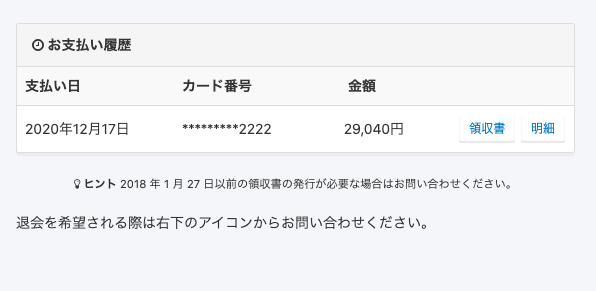 お支払い履歴
支払い日 カード番号 金額
2020年12月17日 *********2222 29,040円 領収書 明細
ヒント 2018 年 1 月 27 日以前の領収書の発行が必要な場合はお問い合わせください。
退会を希望される際は右下のアイコンからお問い合わせください。